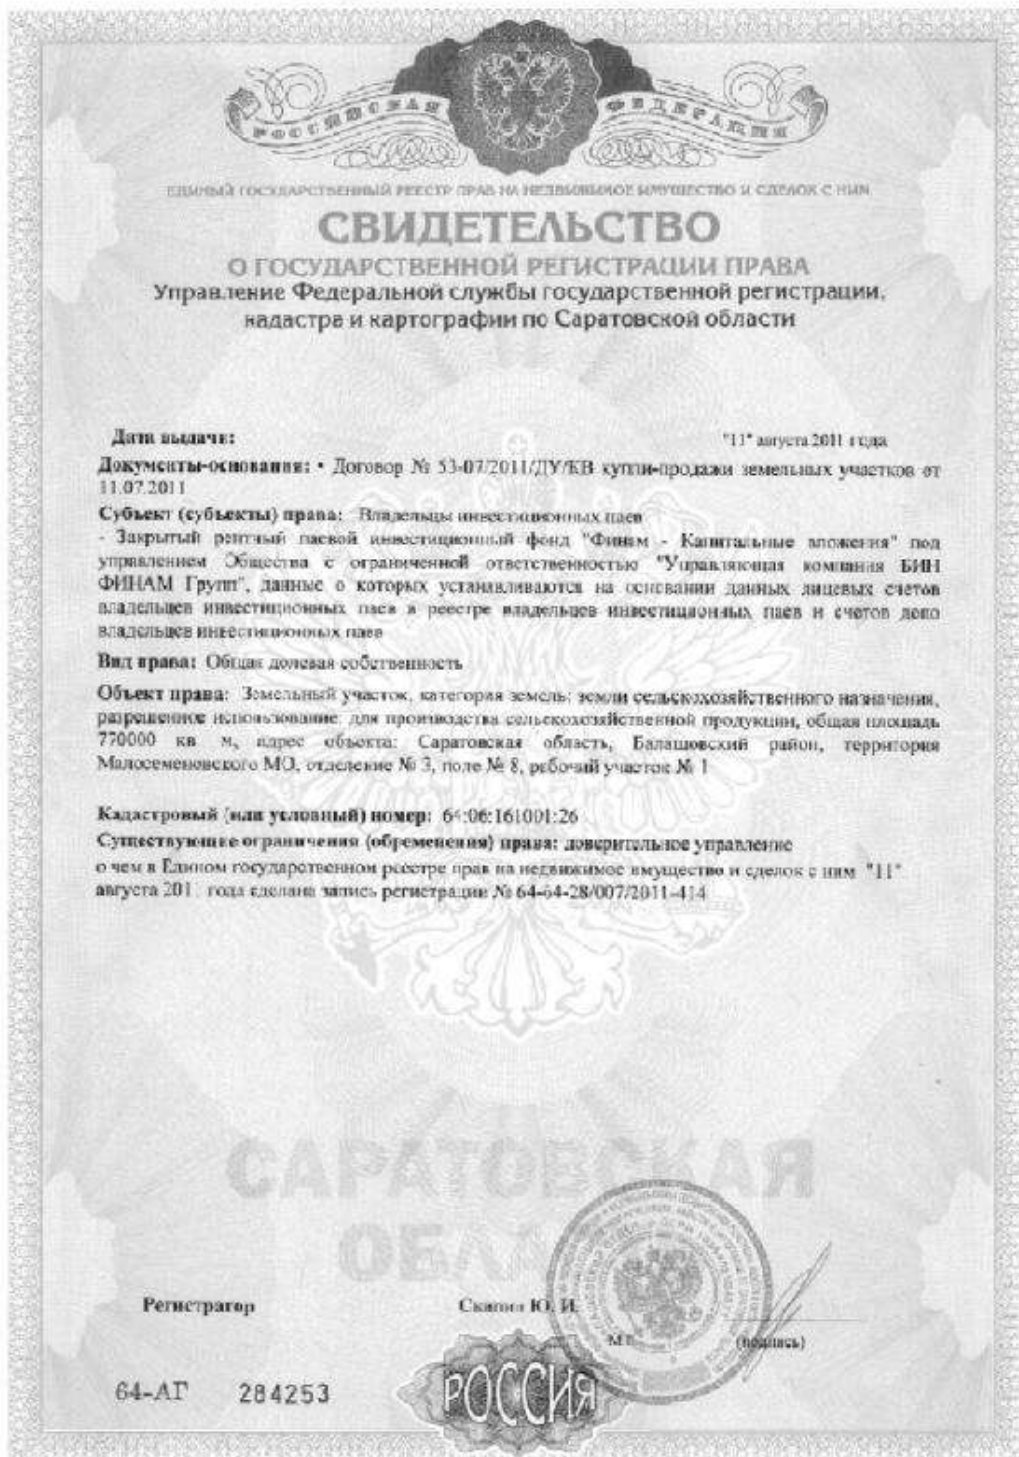 РОССИЙСКАЯ ФЕДЕРАЦИЯ
ЕДИНЫЙ ГОСУДАРСТВЕННЫЙ РЕЕСТР ПРАВ НА НЕДВИЖИМОЕ ИМУЩЕСТВО И СДЕЛОК С НИМ
СВИДЕТЕЛЬСТВО
О ГОСУДАРСТВЕННОЙ РЕГИСТРАЦИИ ПРАВА
Управление Федеральной службы государственной регистрации,
кадастра и картографии по Саратовской области
Дата выдачи: "11" августа 2011 года
Документы-основания: • Договор № 53-07/2011/ДУ/КВ купли-продажи земельных участков от
11.07.2011
Субъект (субъекты) права: Владельцы инвестиционных паев
- Закрытый рентный паевой инвестиционный фонд "Финам - Капитальные вложения" под
управлением Общества с ограниченной ответственностью "Управляющая компания БИН
ФИНАМ Групп", данные о которых устанавливаются на основании данных лицевых счетов
владельцев инвестиционных паев в реестре владельцев инвестиционных паев и счетов депо
владельцев инвестиционных паев
Вид права: Общая долевая собственность
Объект права: Земельный участок, категория земель: земли сельскохозяйственного назначения,
разрешенное использование: для производства сельскохозяйственной продукции, общая площадь
770000 кв м, адрес объекта: Саратовская область, Балашовский район, территория
Малосеменовского МО, отделение № 3, поле № 8, рабочий участок № 1
Кадастровый (или условный) номер: 64:06:161001:26
Существующие ограничения (обременения) права: доверительное управление
о чем в Едином государственном реестре прав на недвижимое имущество и сделок с ним "11"
августа 201 года сделана запись регистрации № 64-64-28/007/2011-414
САРАТОВСКАЯ
ОБЛА
Регистратор Ю. И.
М.П. (подпись)
64-АГ 284253
РОССИЯ